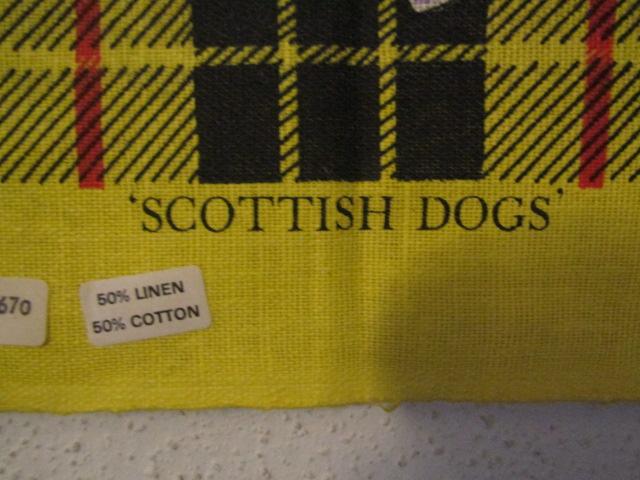 'SCOTTISH DOGS'
670
50% LINEN
50% COTTON